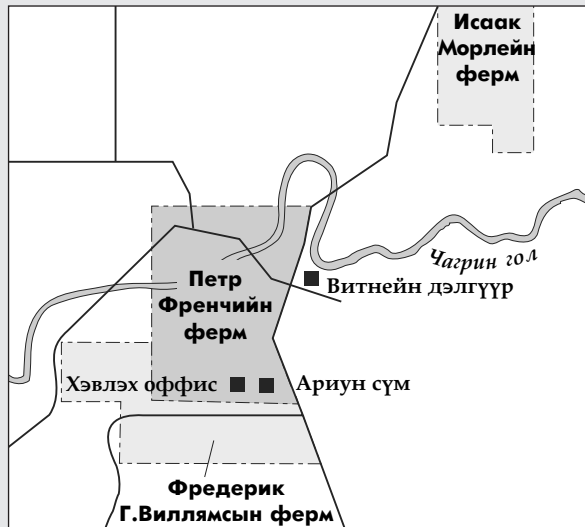 Исаак
Морлейн
ферм
Чагрин гол
Витнейн дэлгүүр
Петр
Френчийн
ферм
Хэвлэх оффис
Ариун сүм
Фредерик
Г.Виллямсын ферм